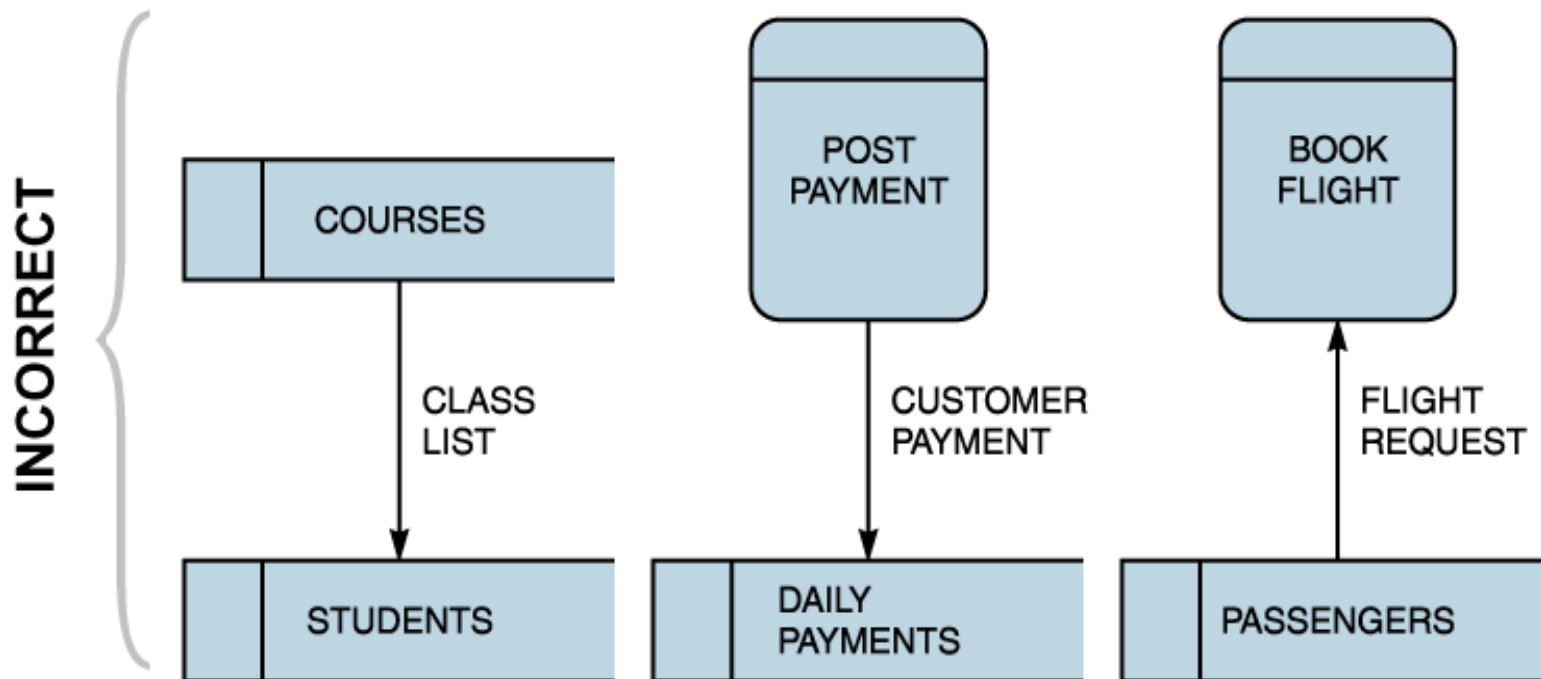 INCORRECT
COURSES
CLASS
LIST
STUDENTS
POST
PAYMENT
CUSTOMER
PAYMENT
DAILY
PAYMENTS
BOOK
FLIGHT
FLIGHT
REQUEST
PASSENGERS